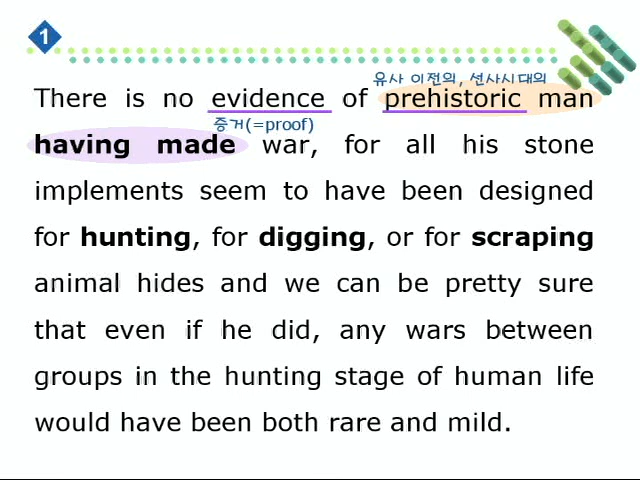 1
유사 이전의, 선사시대의
There is no evidence of prehistoric man
증거(=proof)
having made war, for all his stone
implements seem to have been designed
for hunting, for digging, or for scraping
animal hides and we can be pretty sure
that even if he did, any wars between
groups in the hunting stage of human life
would have been both rare and mild.